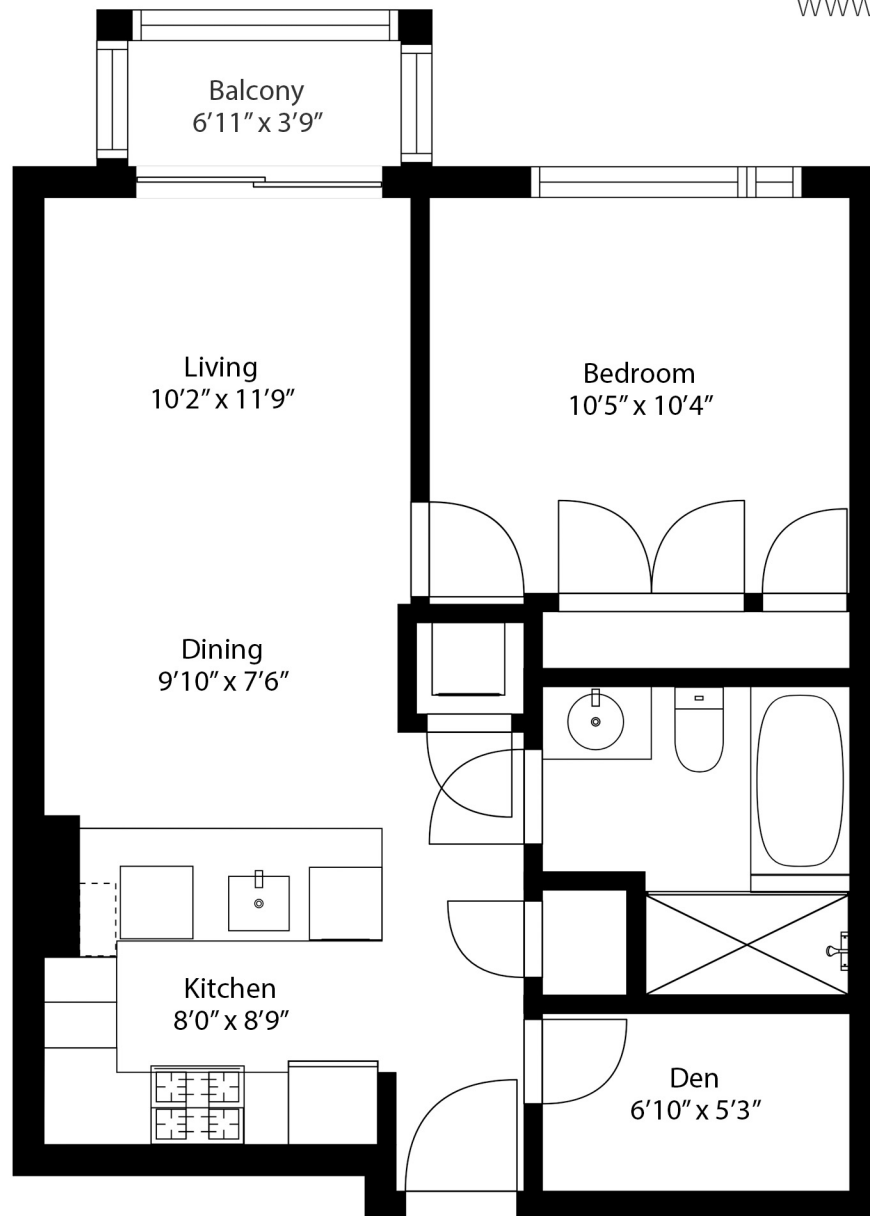 WWW
Balcony
6’11” x 3’9”
Living
10’2” x 11’9”
Bedroom
10’5” x 10’4”
Dining
9’10” x 7’6”
Kitchen
8’0” x 8’9”
Den
6’10” x 5’3”